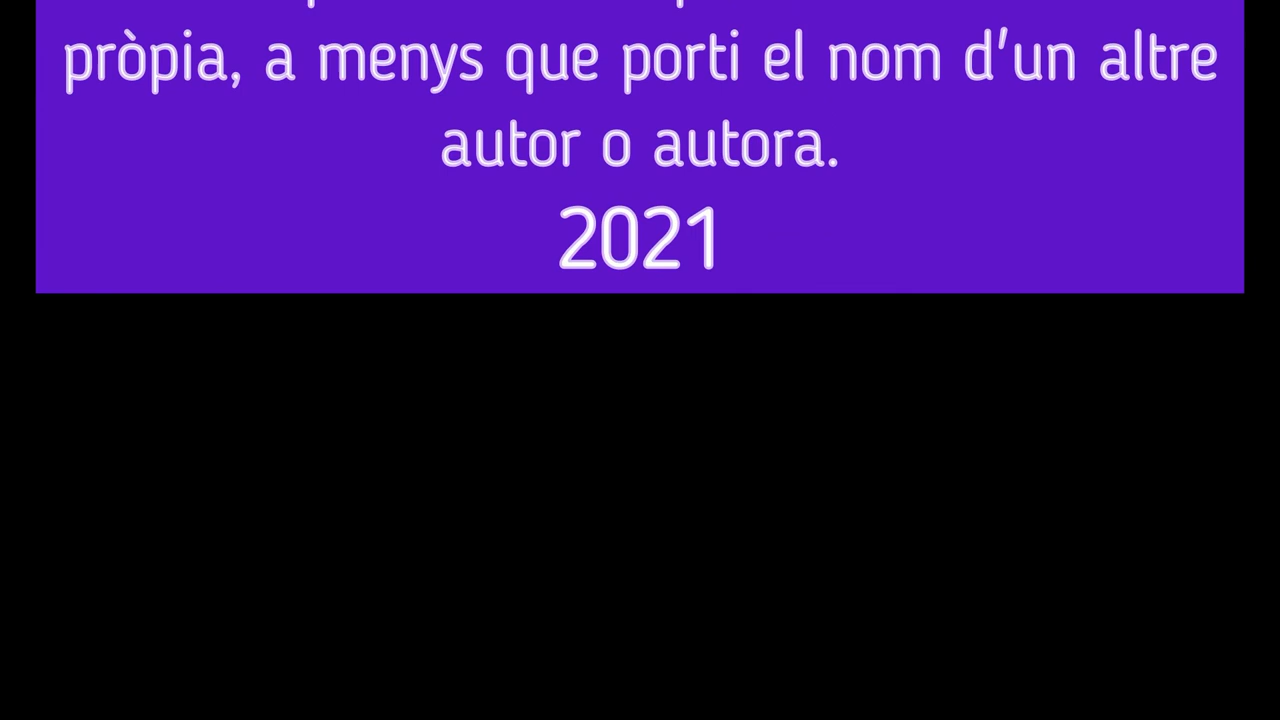 pròpia, a menys que porti el nom d'un altre
autor o autora.
2021